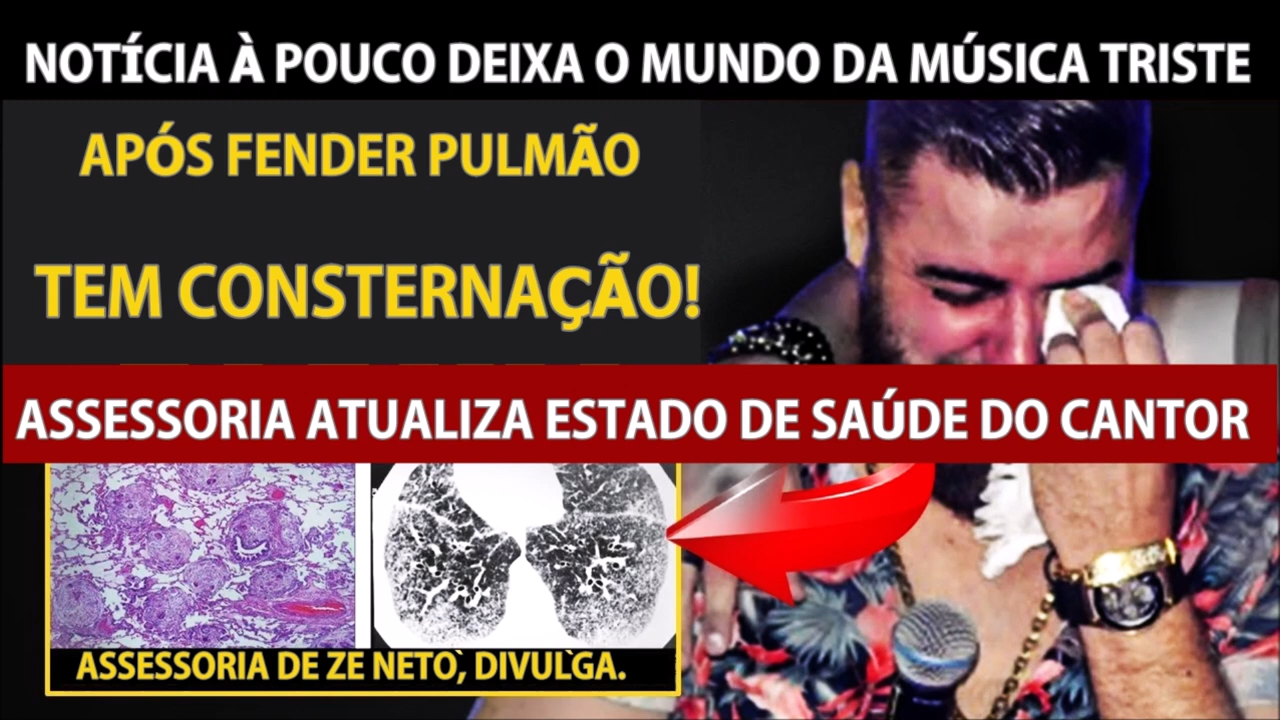 NOTÍCIA À POUCO DEIXA O MUNDO DA MÚSICA TRISTE
APÓS FENDER PULMÃO
TEM CONSTERNAÇÃO!
ASSESSORIA ATUALIZA ESTADO DE SAÚDE DO CANTOR
ASSESSORIA DE ZE NETO, DIVULGA.